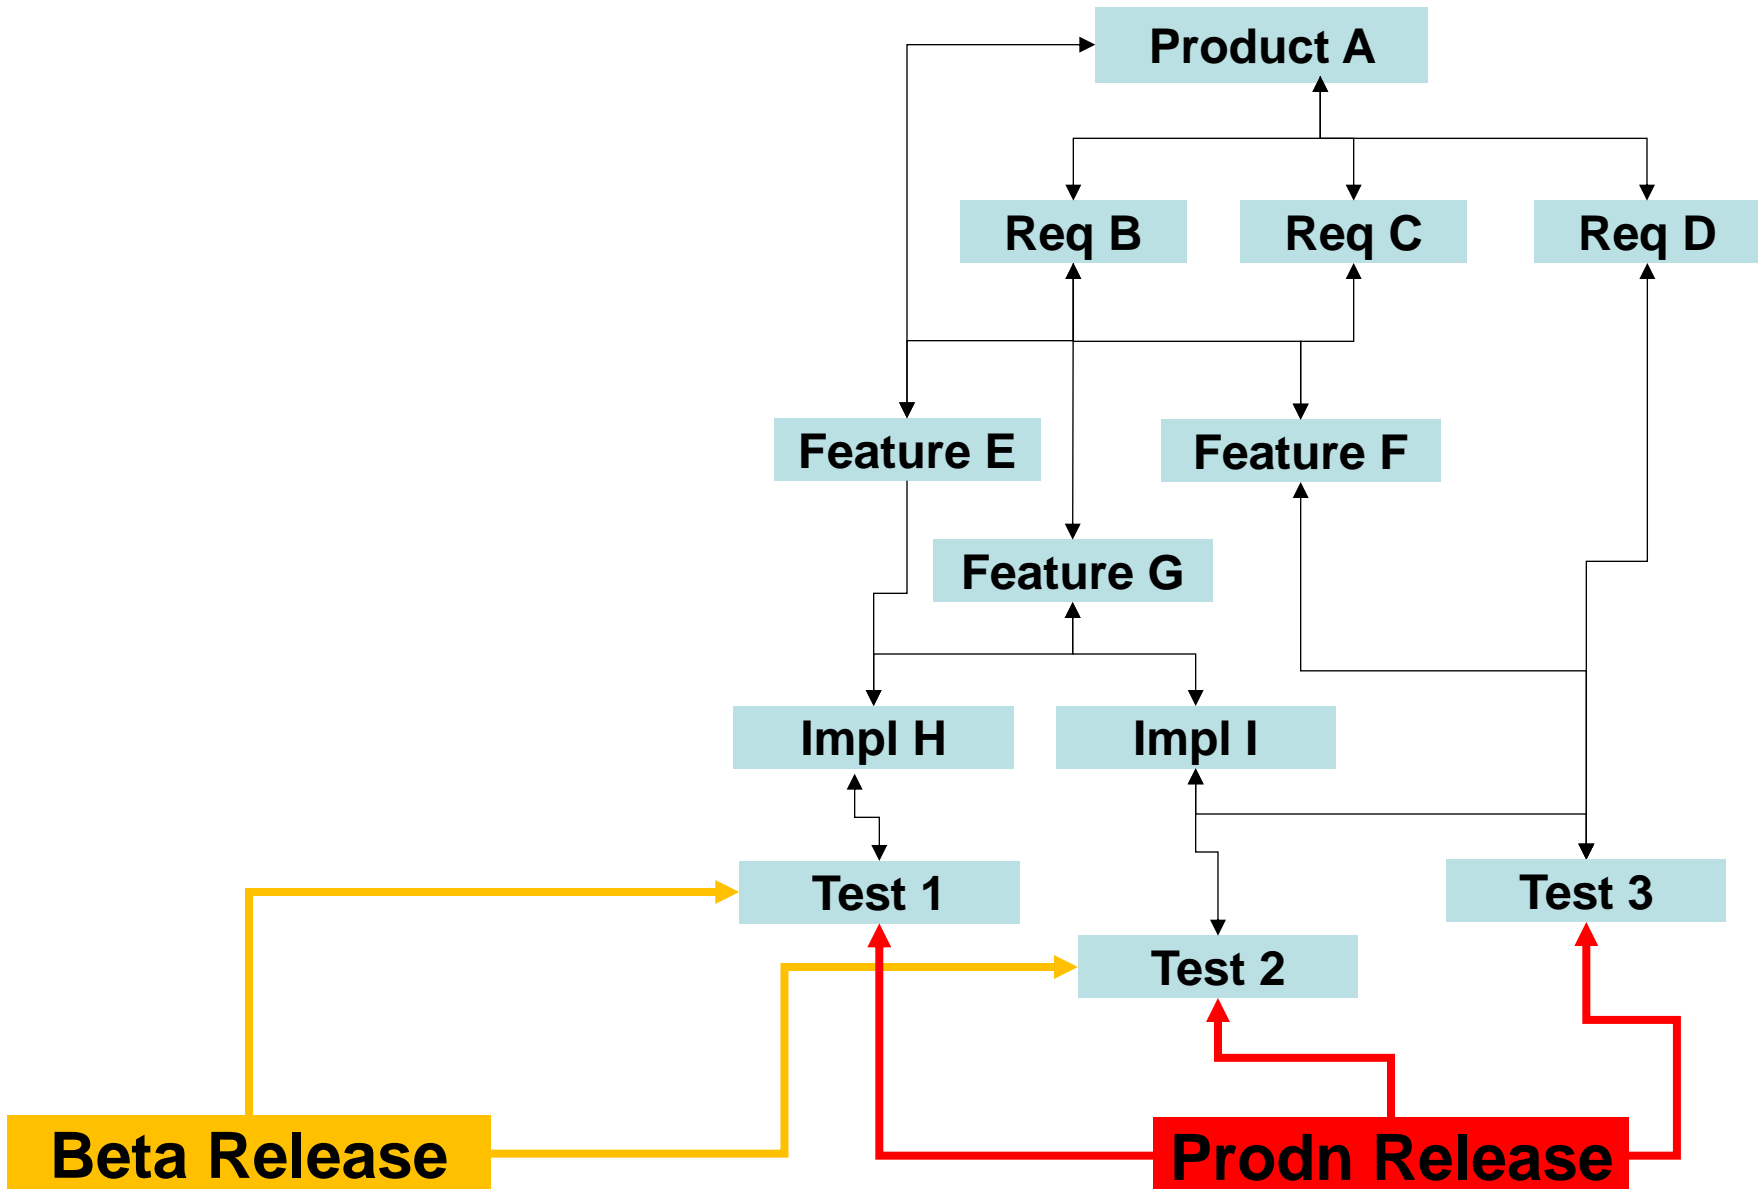 Product A
Req B
Req C
Req D
Feature E
Feature F
Feature G
Impl H
Impl I
Test 1
Test 3
Test 2
Beta Release
Prodn Release